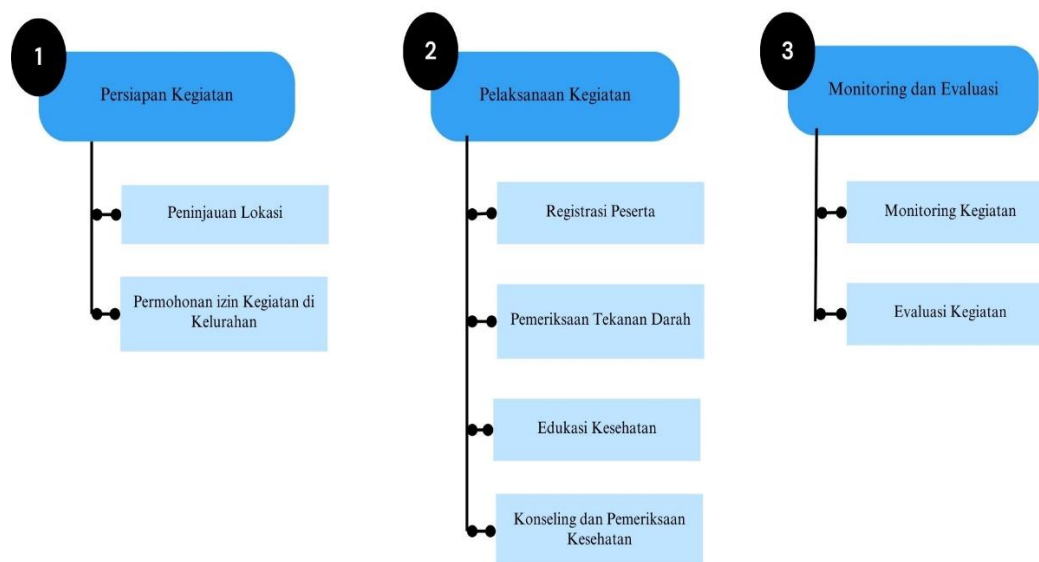 1
Persiapan Kegiatan
Peninjauan Lokasi
Permohonan izin Kegiatan di
Kelurahan
2
Pelaksanaan Kegiatan
Registrasi Peserta
Pemeriksaan Tekanan Darah
Edukasi Kesehatan
Konseling dan Pemeriksaan
Kesehatan
3
Monitoring dan Evaluasi
Monitoring Kegiatan
Evaluasi Kegiatan